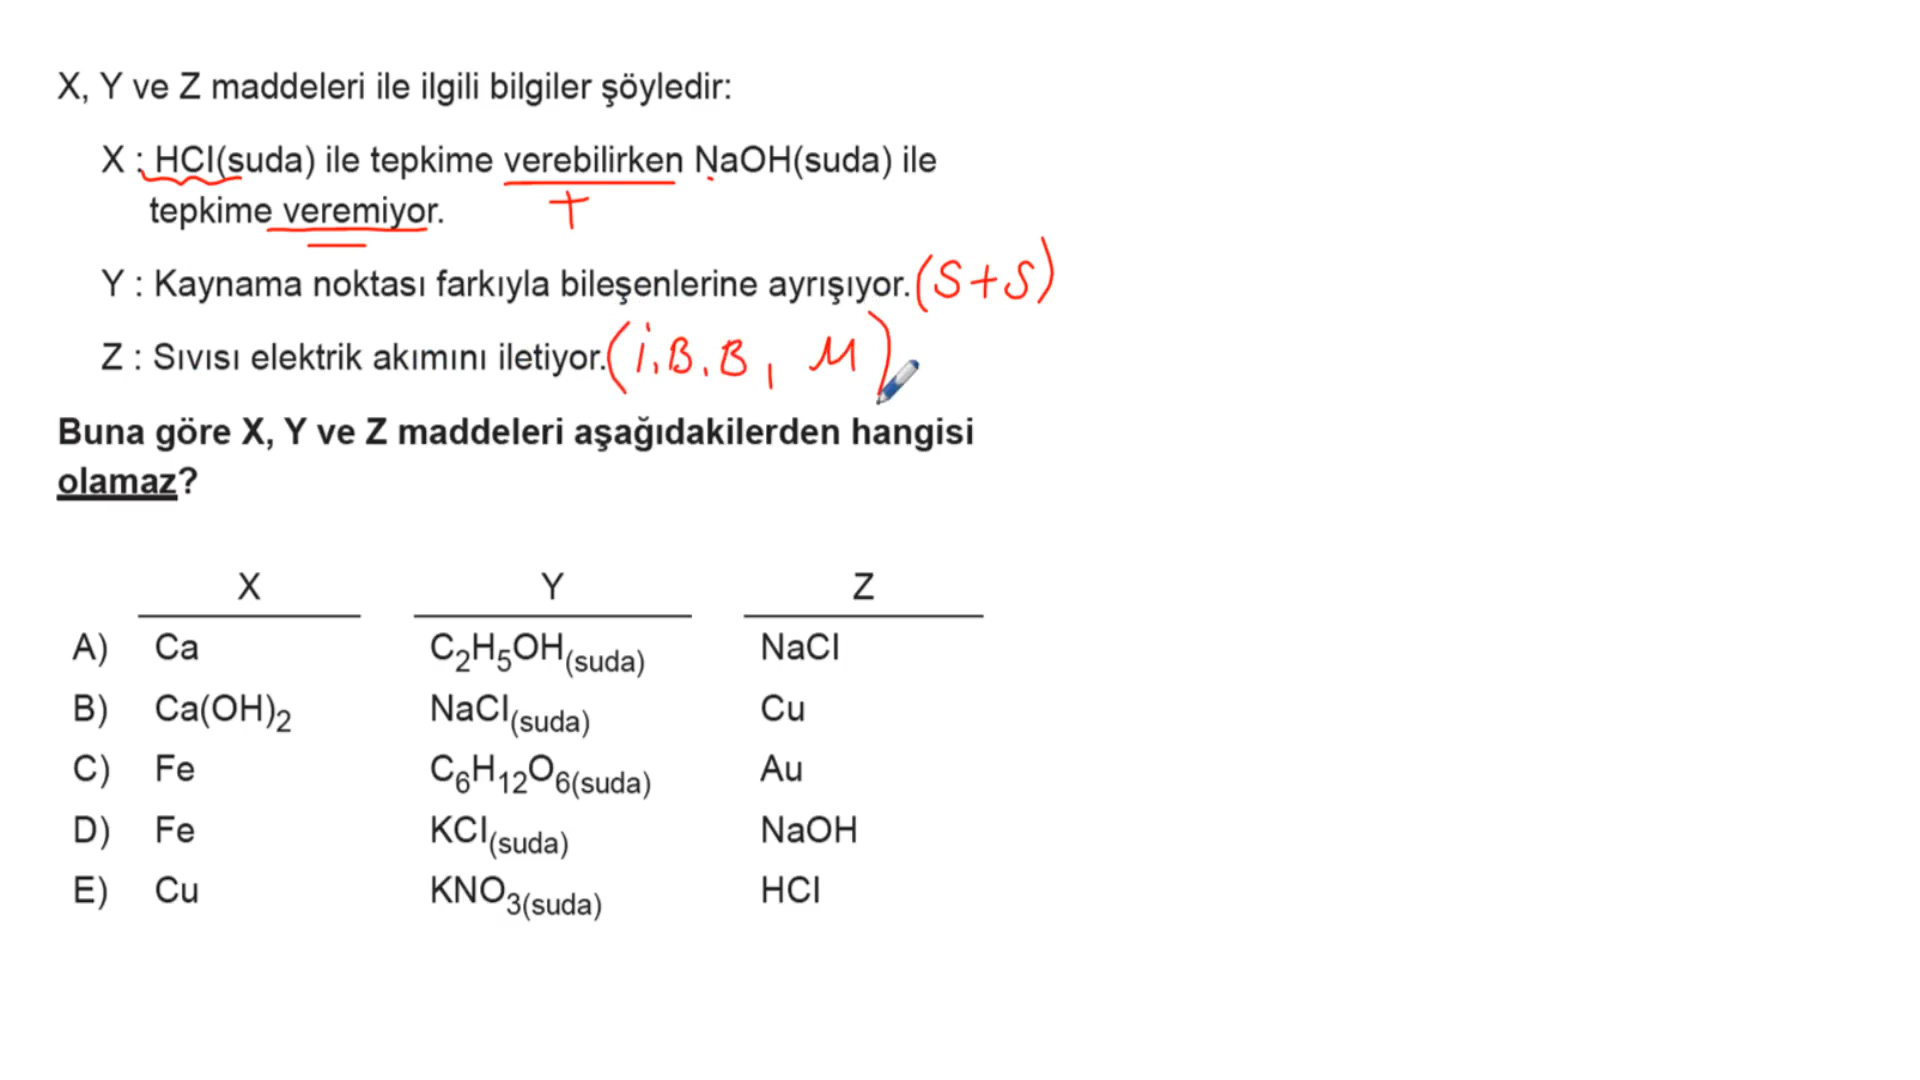 X, Y ve Z maddeleri ile ilgili bilgiler şöyledir:
X : HCl(suda) ile tepkime verebilirken NaOH(suda) ile
tepkime veremiyor. +
Y : Kaynama noktası farkıyla bileşenlerine ayrışıyor. (S+S)
Z : Sıvısı elektrik akımını iletiyor. (İ.B.B, M)
Buna göre X, Y ve Z maddeleri aşağıdakilerden hangisi
olamaz?
X Y Z
A) Ca C₂H₅OH(suda) NaCl
B) Ca(OH)₂ NaCl(suda) Cu
C) Fe C₆H₁₂O₆(suda) Au
D) Fe KCl(suda) NaOH
E) Cu KNO₃(suda) HCl